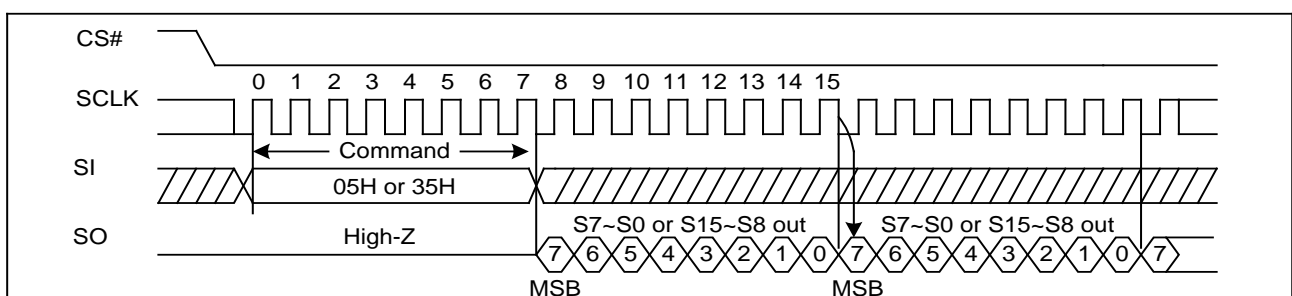 CS#
0 1 2 3 4 5 6 7 8 9 10 11 12 13 14 15
SCLK
Command
SI
05H or 35H
S7~S0 or S15~S8 out S7~S0 or S15~S8 out
SO High-Z
7 6 5 4 3 2 1 0 7 6 5 4 3 2 1 0 7
MSB MSB